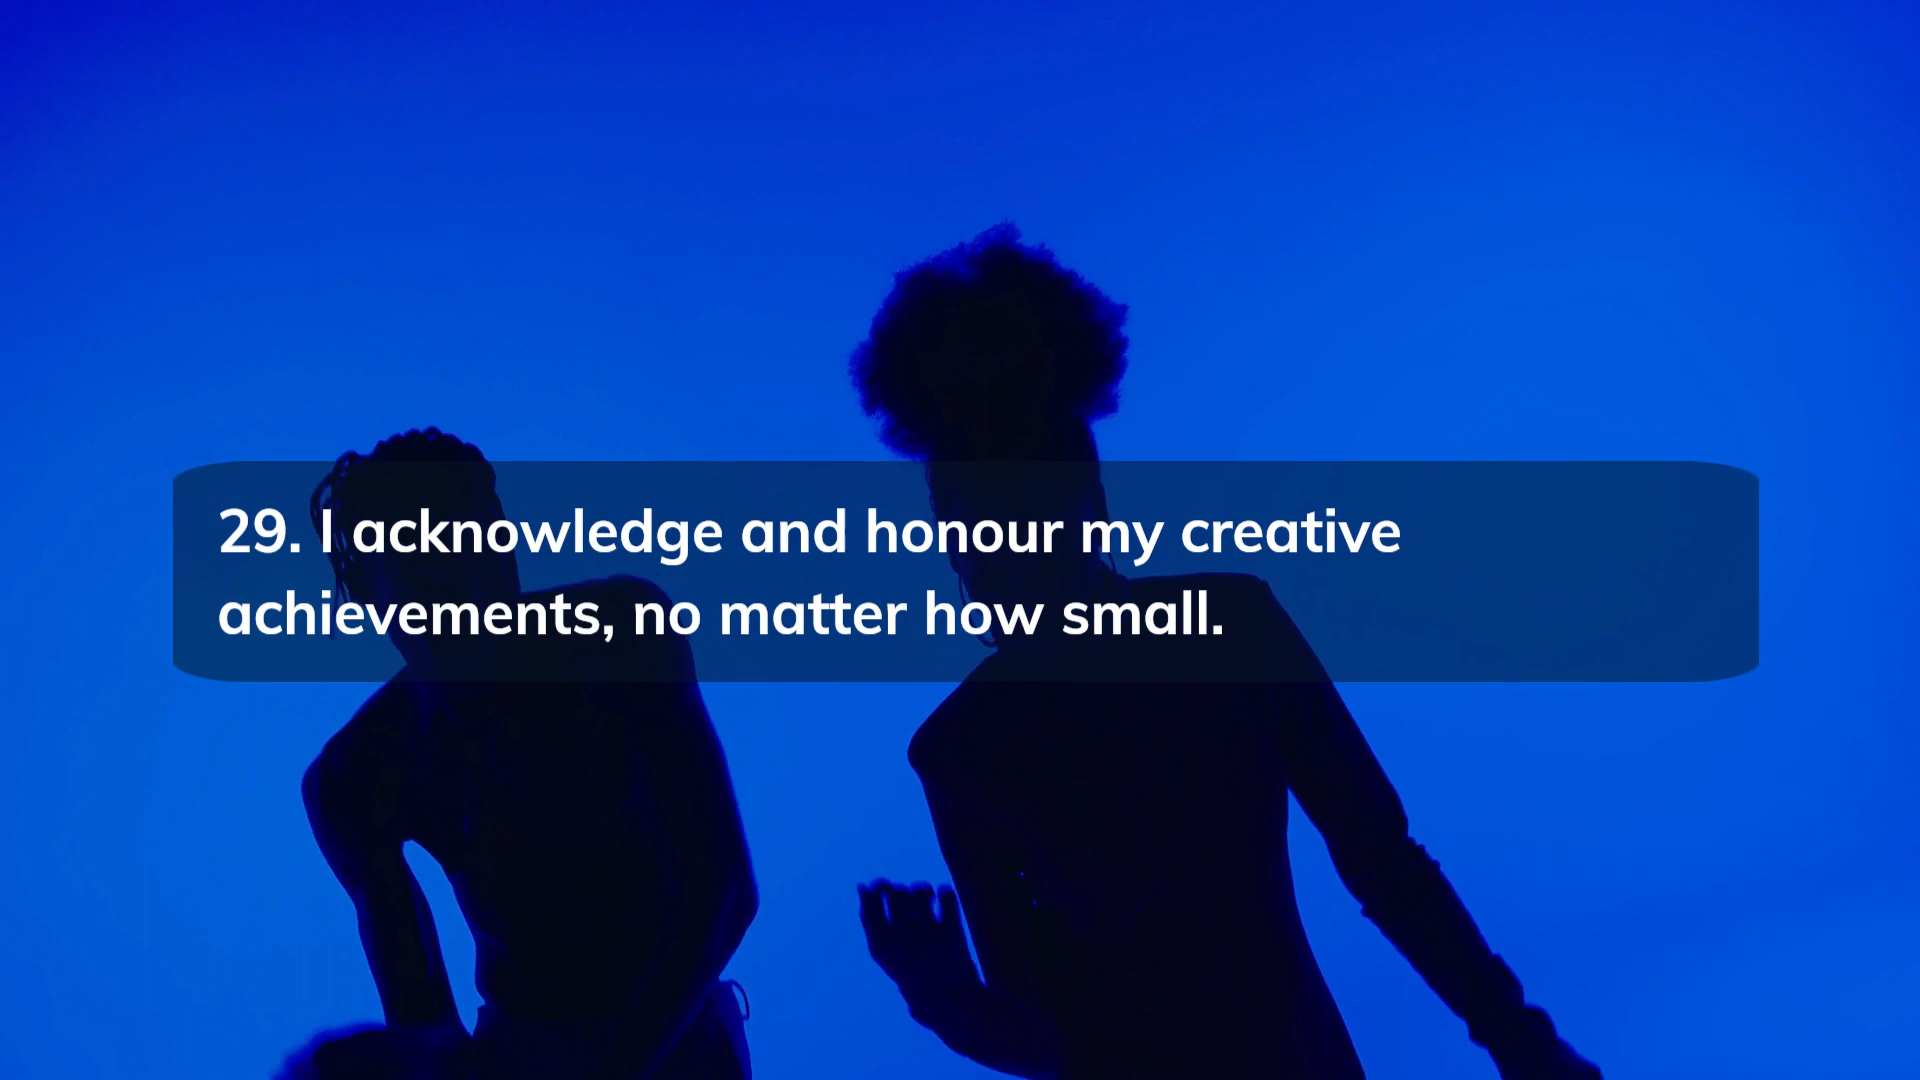 29. I acknowledge and honour my creative
achievements, no matter how small.